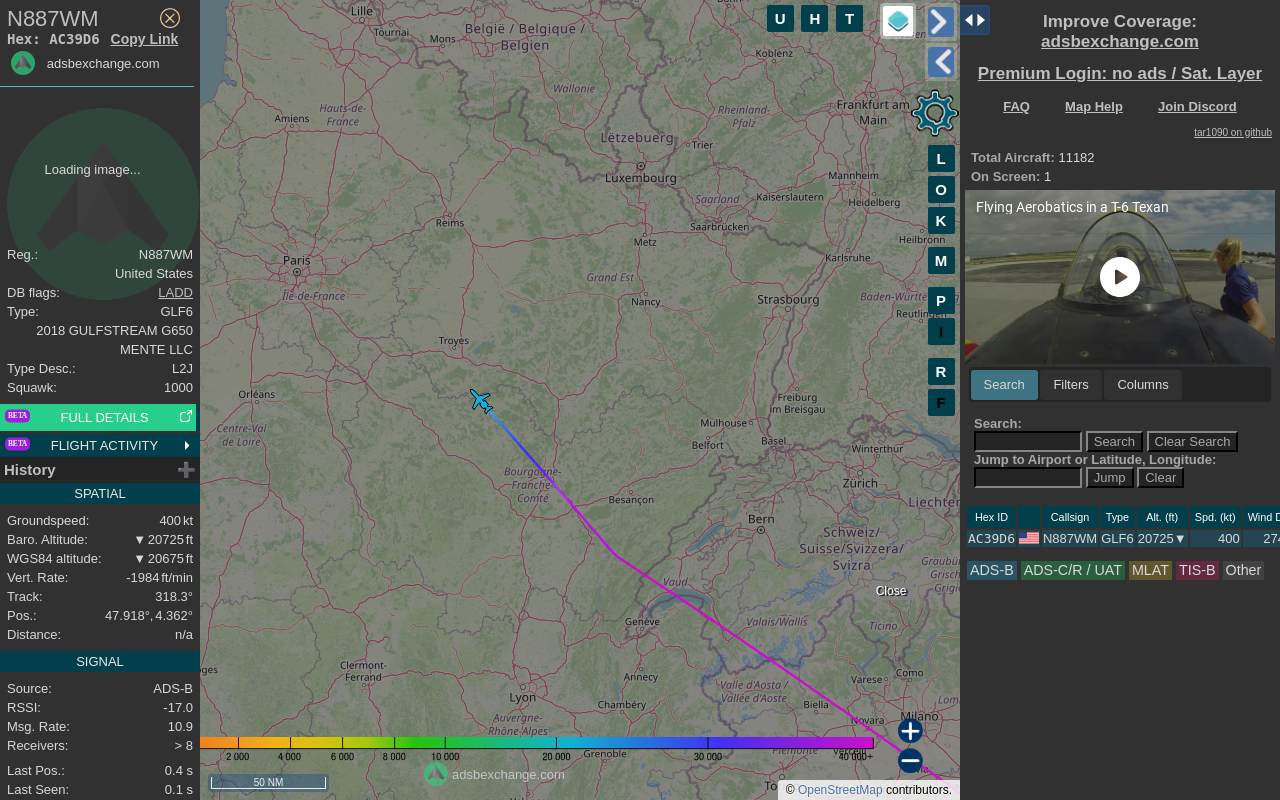 N887WM
Hex: AC39D6 Copy Link
adsbexchange.com
Loading image...
Reg.: N887WM
United States
DB flags: LADD
Type: GLF6
2018 GULFSTREAM G650
MENTE LLC
Type Desc.: L2J
Squawk: 1000
BETA FULL DETAILS
BETA FLIGHT ACTIVITY
History
SPATIAL
Groundspeed: 400 kt
Baro. Altitude: ▼ 20725 ft
WGS84 altitude: ▼ 20675 ft
Vert. Rate: -1984 ft/min
Track: 318.3°
Pos.: 47.918°, 4.362°
Distance: n/a
SIGNAL
Source: ADS-B
RSSI: -17.0
Msg. Rate: 10.9
Receivers: > 8
Last Pos.: 0.4 s
Last Seen: 0.1 s
U H T
L
O
K
M
P
I
R
F
Lille
Tournai
Mons
België / Belgique /
Belgien
Koblenz
Wallonie
Hauts-de-
France
Amiens
Rheinland-
Pfalz
Frankfurt am
Main
Lëtzebuerg
Trier
Luxembourg
Mannheim
Saarland
Kaiserslautern
Heidelberg
Reims
Saarbrücken
Metz
Heilbronn
Paris
Karlsruhe
Île-de-France
Grand Est
Nancy
Strasbourg
Baden-Württemberg
Reutlingen
Troyes
Orléans
Freiburg
im Breisgau
Centre-Val
de Loire
Mulhouse
Belfort
Basel
Winterthur
Bourgogne-
Franche-
Comté
Zürich
Besançon
Liechten
Bern
Schweiz/
Suisse/Svizzera/
Svizra
Graubü
Grisch
Grigi
Vaud
Close
Genève
Valais/Wallis
Ticino
Clermont-
Ferrand
Annecy
Varese
Como
Valle d'Aosta /
Vallée d'Aoste
Lyon
Chambéry
Biella
Milano
Novara
Auvergne-
Rhône-Alpes
Grenoble
Piemonte
Vercelli
2 000 4 000 6 000 8 000 10 000 20 000 30 000 40 000+
adsbexchange.com
50 NM
© OpenStreetMap contributors.
Improve Coverage:
adsbexchange.com
Premium Login: no ads / Sat. Layer
FAQ Map Help Join Discord
tar1090 on github
Total Aircraft: 11182
On Screen: 1
Flying Aerobatics in a T-6 Texan
Search Filters Columns
Search:
Search Clear Search
Jump to Airport or Latitude, Longitude:
Jump Clear
Hex ID Callsign Type Alt. (ft) Spd. (kt) Wind D
AC39D6 N887WM GLF6 20725▼ 400 274
ADS-B ADS-C/R / UAT MLAT TIS-B Other